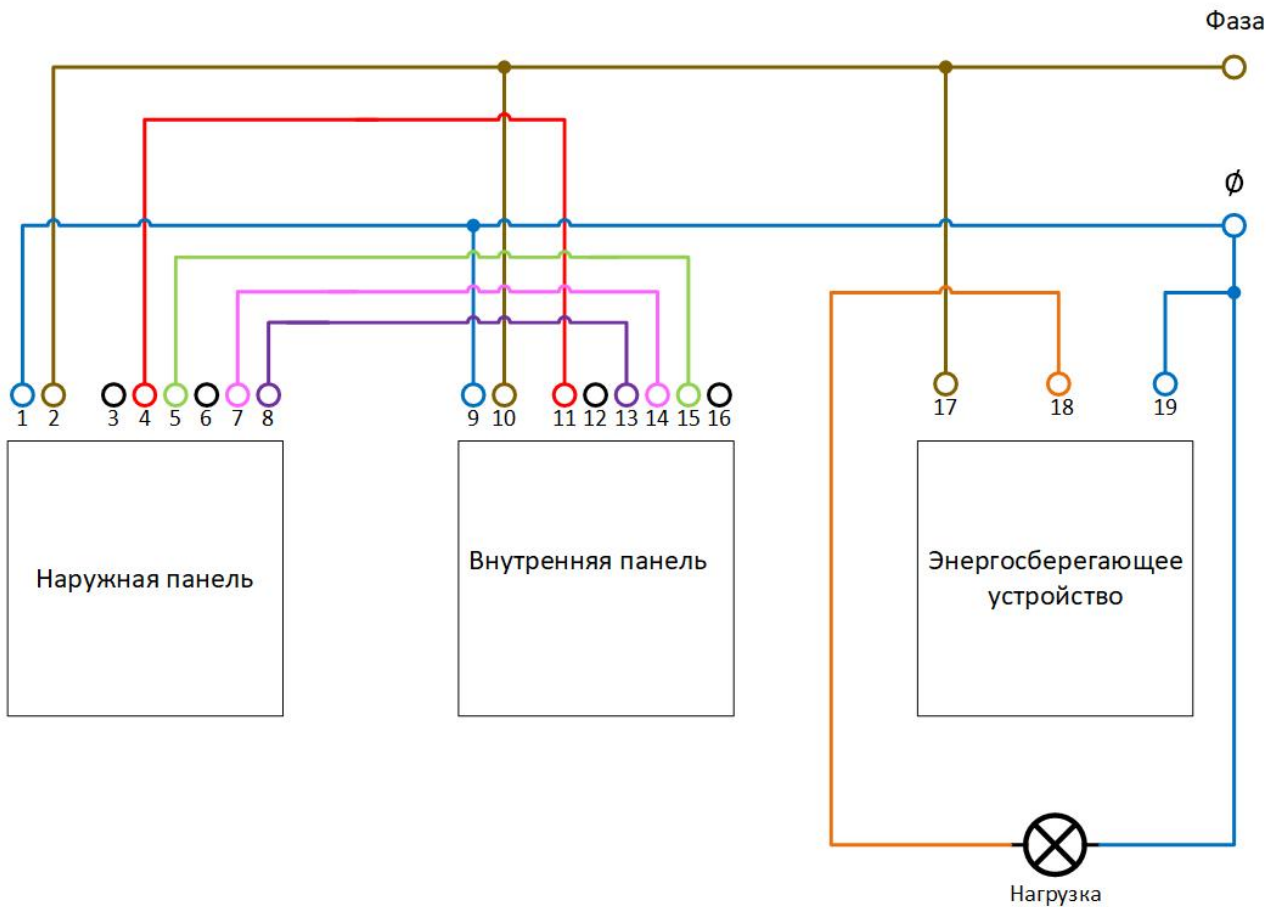 Фаза
∅
1 2 3 4 5 6 7 8 9 10 11 12 13 14 15 16 17 18 19
Наружная панель
Внутренняя панель
Энергосберегающее
устройство
Нагрузка